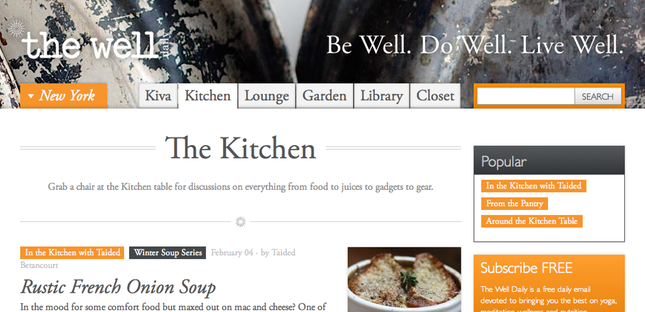 the well daily
Be Well. Do Well. Live Well.
New York
Kiva
Kitchen
Lounge
Garden
Library
Closet
SEARCH
The Kitchen
Grab a chair at the Kitchen table for discussions on everything from food to juices to gadgets to gear.
Popular
In the Kitchen with Taided
From the Pantry
Around the Kitchen Table
In the Kitchen with Taided Winter Soup Series February 04 - by Taided
Betancourt
Rustic French Onion Soup
In the mood for some comfort food but maxed out on mac and cheese? One of
Subscribe FREE
The Well Daily is a free daily email
devoted to bringing you the best on yoga,
meditation wellness and nutrition